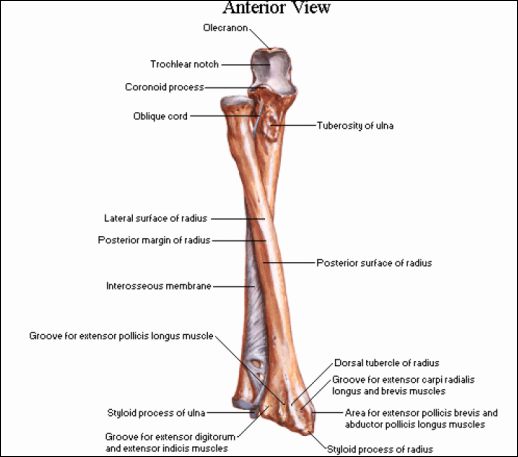 Anterior View
Olecranon
Trochlear notch
Coronoid process
Oblique cord
Tuberosity of ulna
Lateral surface of radius
Posterior margin of radius
Posterior surface of radius
Interosseous membrane
Groove for extensor pollicis longus muscle
Dorsal tubercle of radius
Groove for extensor carpi radialis
longus and brevis muscles
Styloid process of ulna
Area for extensor pollicis brevis and
abductor pollicis longus muscles
Groove for extensor digitorum
and extensor indicis muscles
Styloid process of radius